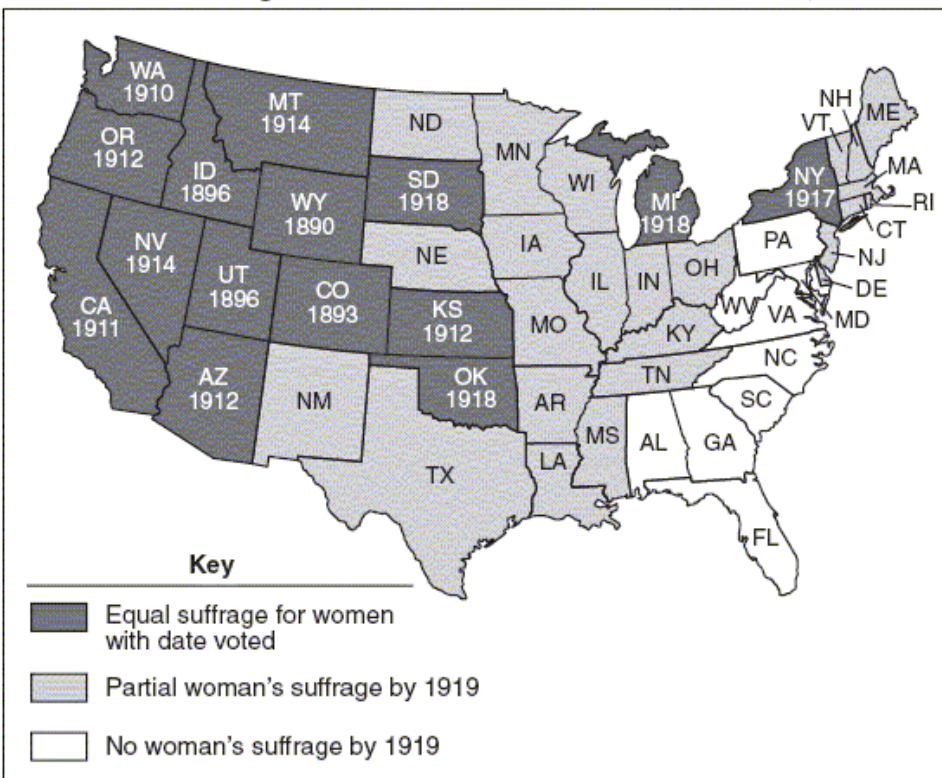 WA
1910
MT
1914
ND
MN
NH
VT
ME
OR
1912
ID
1896
WY
1890
SD
1918
WI
MI
1918
NY
1917
MA
RI
CT
NV
1914
UT
1896
CO
1893
NE
IA
IL
IN
OH
PA
NJ
DE
MD
CA
1911
KS
1912
MO
KY
WV
VA
AZ
1912
NM
OK
1918
AR
TN
NC
SC
TX
LA
MS
AL
GA
FL
Key
Equal suffrage for women
with date voted
Partial woman's suffrage by 1919
No woman's suffrage by 1919